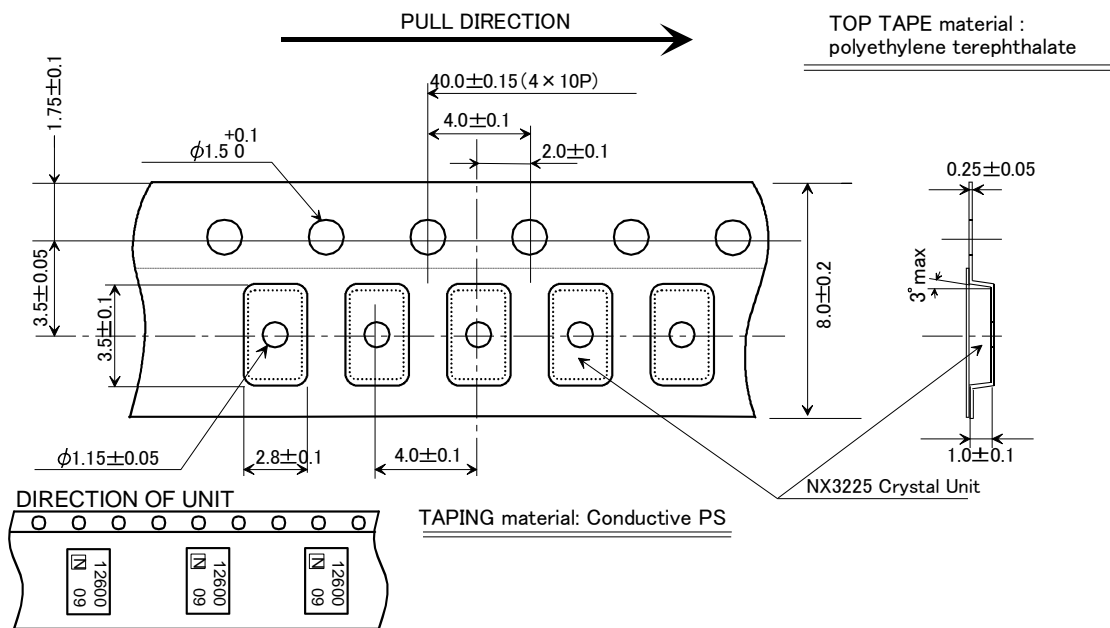 PULL DIRECTION
TOP TAPE material :
polyethylene terephthalate
1.75±0.1
40.0±0.15(4×10P)
4.0±0.1
+0.1
φ1.5 0
2.0±0.1
0.25±0.05
3.5±0.05
3.5±0.1
8.0±0.2
3°max
φ1.15±0.05
2.8±0.1
4.0±0.1
1.0±0.1
NX3225 Crystal Unit
DIRECTION OF UNIT
TAPING material: Conductive PS
12600
N 09
12600
N 09
12600
N 09